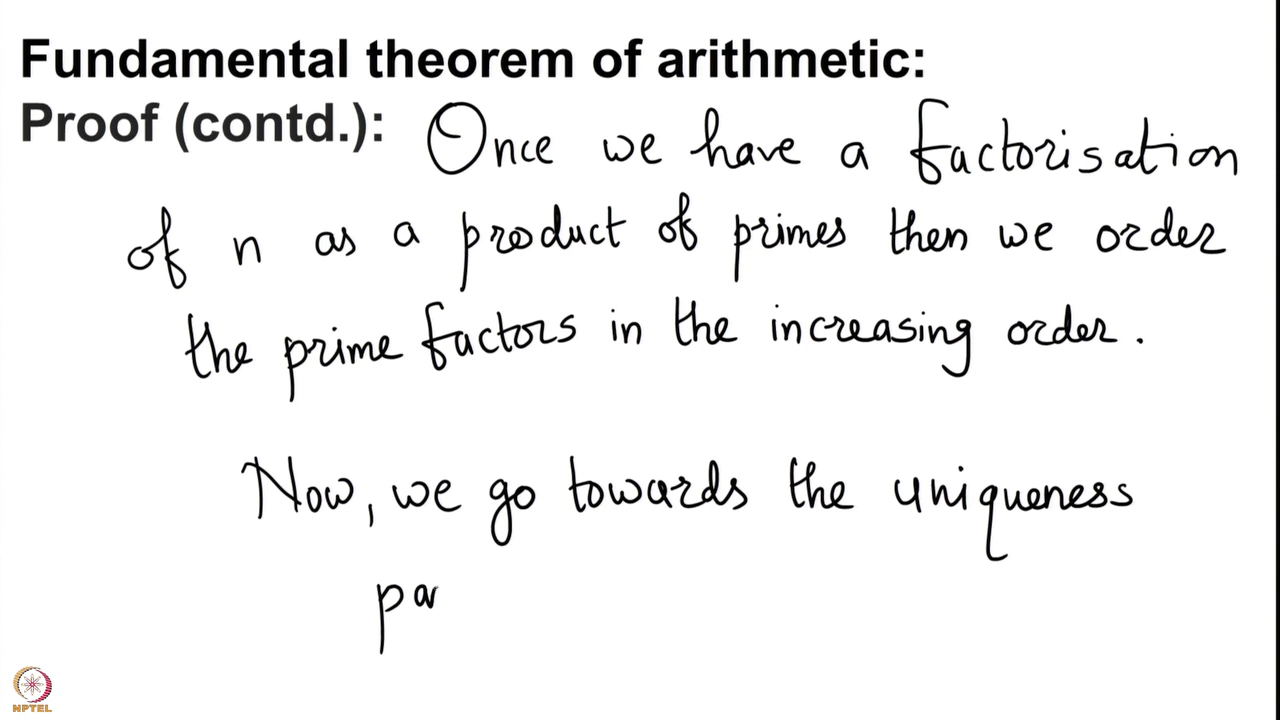 Fundamental theorem of arithmetic:
Proof (contd.): Once we have a factorisation
of n as a product of primes then we order
the prime factors in the increasing order.
Now, we go towards the uniqueness
pa
NPTEL